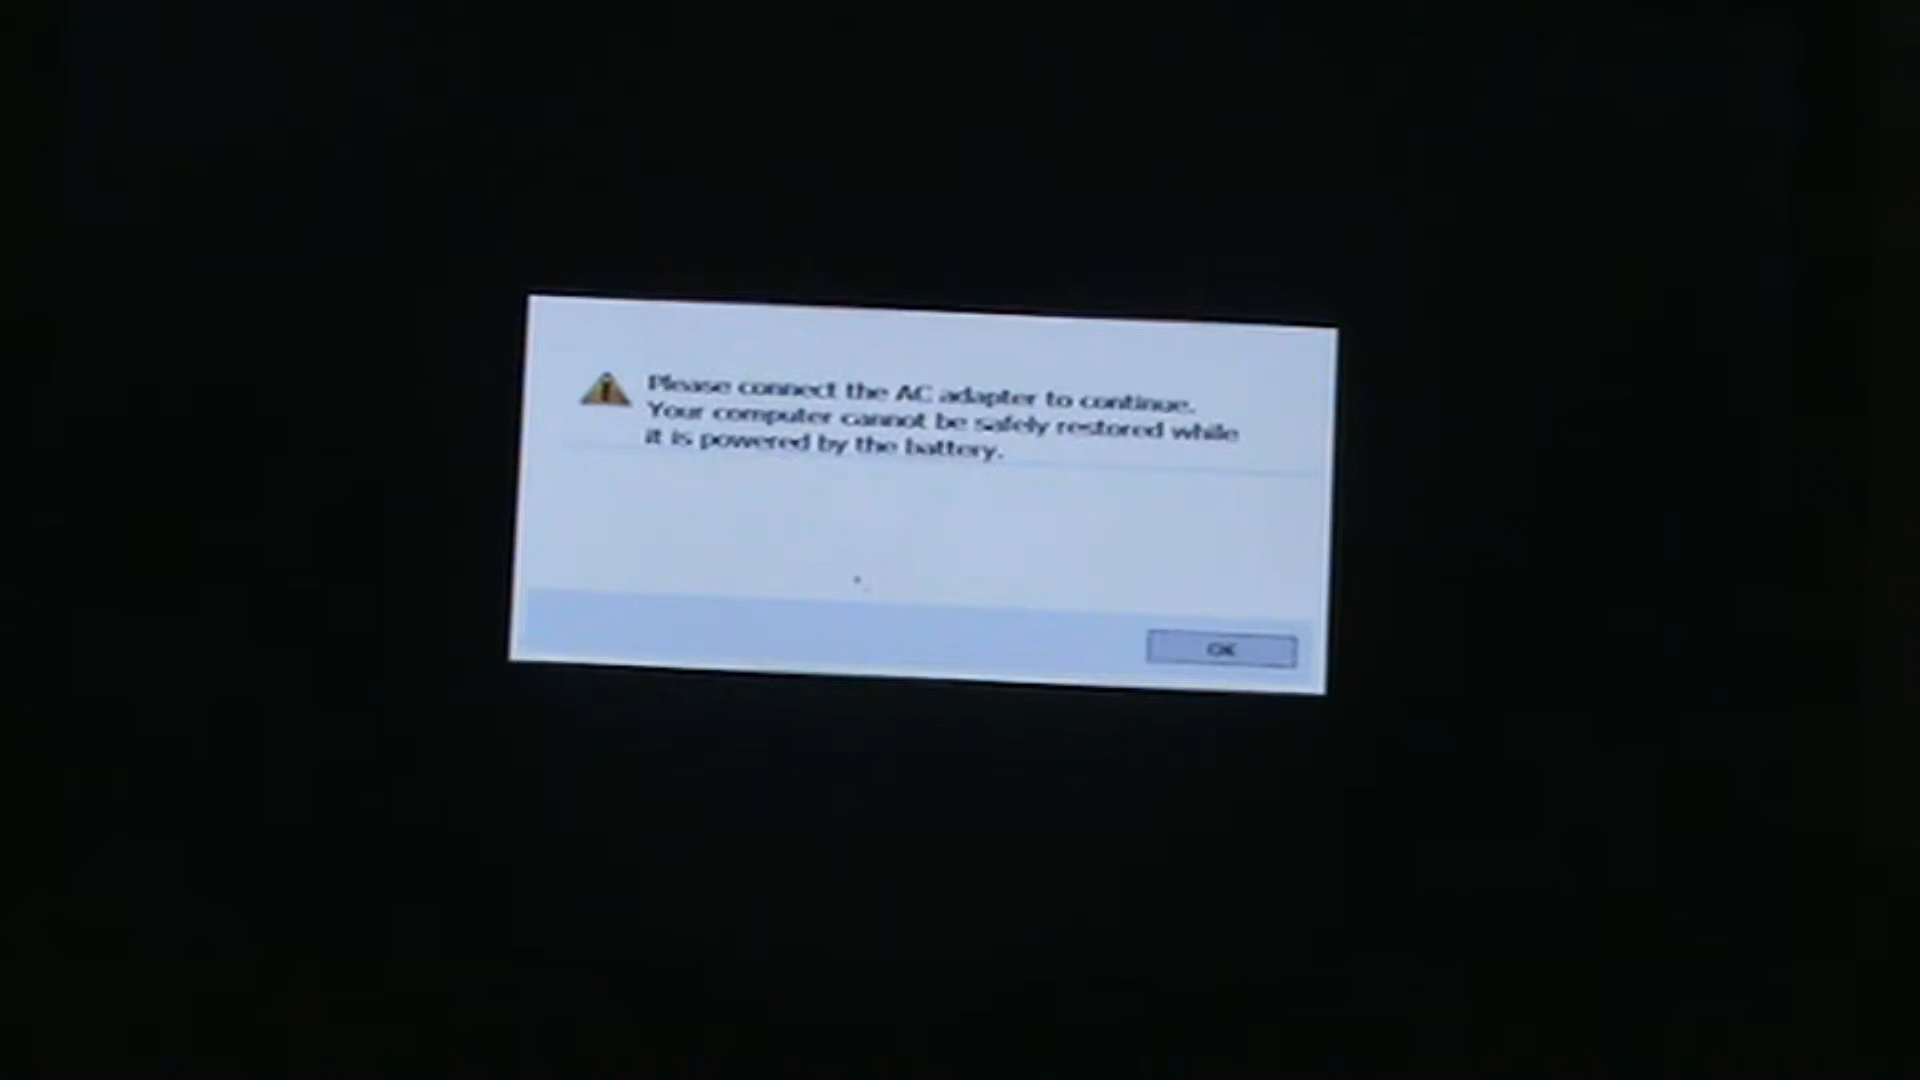 Please connect the AC adapter to continue.
Your computer cannot be safely restored while
it is powered by the battery.
OK